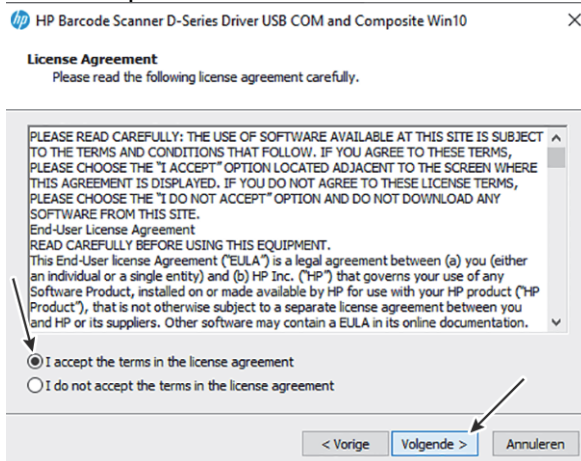 HP Barcode Scanner D-Series Driver USB COM and Composite Win10
License Agreement
Please read the following license agreement carefully.
PLEASE READ CAREFULLY: THE USE OF SOFTWARE AVAILABLE AT THIS SITE IS SUBJECT
TO THE TERMS AND CONDITIONS THAT FOLLOW. IF YOU AGREE TO THESE TERMS,
PLEASE CHOOSE THE "I ACCEPT" OPTION LOCATED ADJACENT TO THE SCREEN WHERE
THIS AGREEMENT IS DISPLAYED. IF YOU DO NOT AGREE TO THESE LICENSE TERMS,
PLEASE CHOOSE THE "I DO NOT ACCEPT" OPTION AND DO NOT DOWNLOAD ANY
SOFTWARE FROM THIS SITE.
End-User License Agreement
READ CAREFULLY BEFORE USING THIS EQUIPMENT.
This End-User license Agreement ("EULA") is a legal agreement between (a) you (either
an individual or a single entity) and (b) HP Inc. ("HP") that governs your use of any
Software Product, installed on or made available by HP for use with your HP product ("HP
Product"), that is not otherwise subject to a separate license agreement between you
and HP or its suppliers. Other software may contain a EULA in its online documentation.
I accept the terms in the license agreement
I do not accept the terms in the license agreement
< Vorige
Volgende >
Annuleren